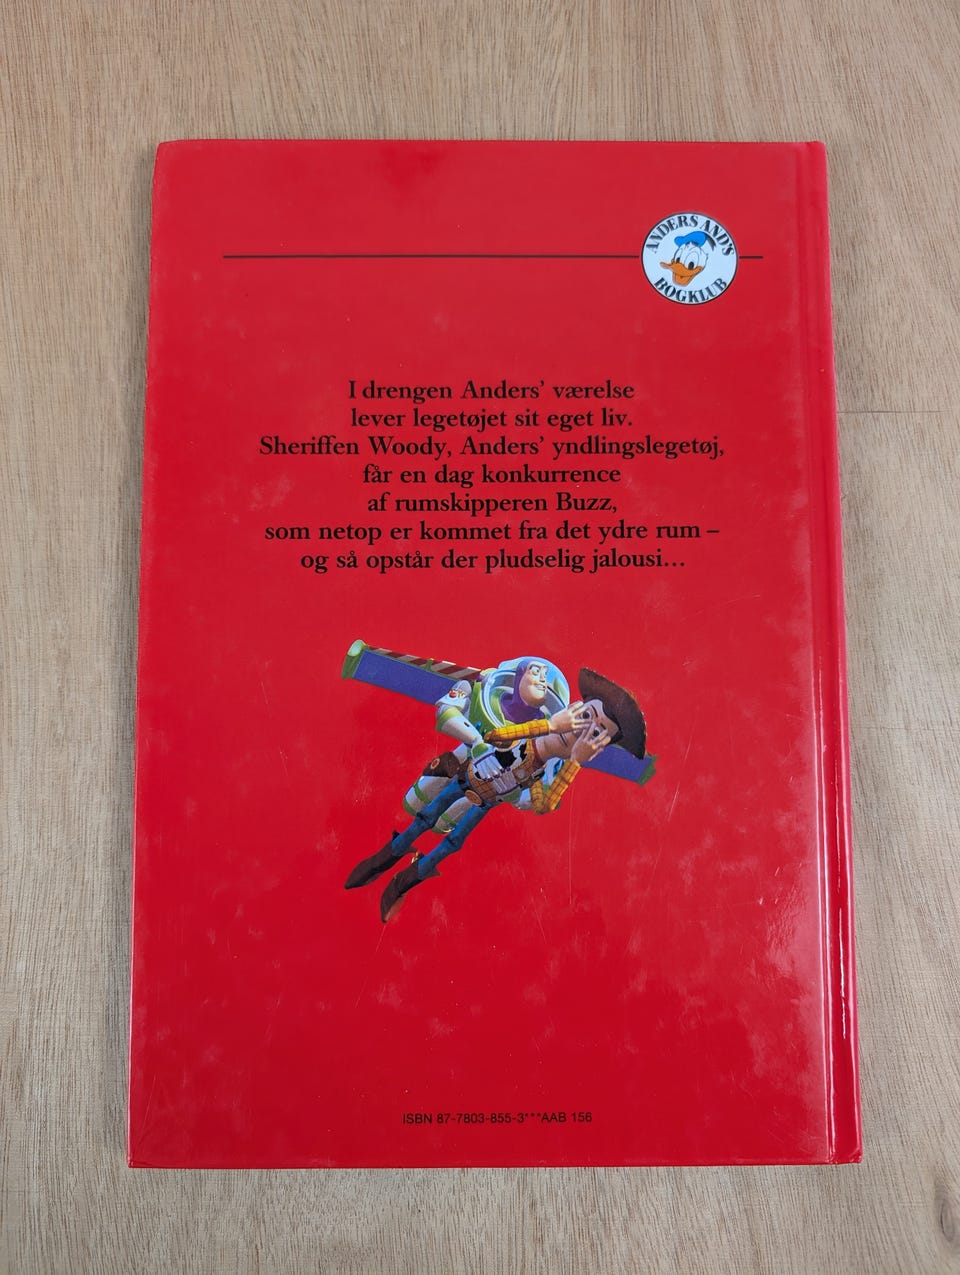 ANDERS AND'S
BOGKLUB
I drengen Anders' værelse
lever legetøjet sit eget liv.
Sheriffen Woody, Anders' yndlingslegetøj,
får en dag konkurrence
af rumskipperen Buzz,
som netop er kommet fra det ydre rum –
og så opstår der pludselig jalousi...
ISBN 87-7803-855-3***AAB 156